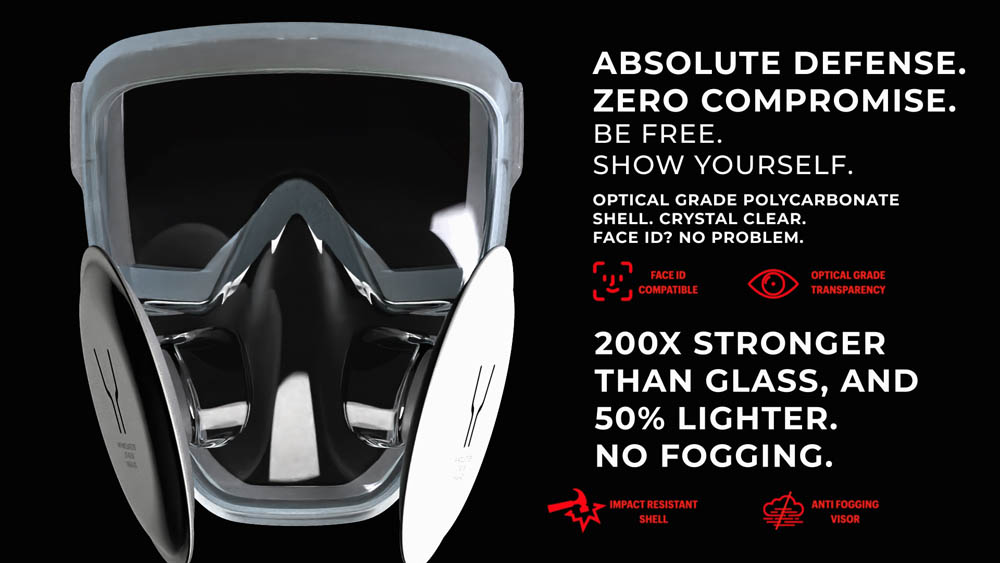 ABSOLUTE DEFENSE.
ZERO COMPROMISE.
BE FREE.
SHOW YOURSELF.
OPTICAL GRADE POLYCARBONATE
SHELL. CRYSTAL CLEAR.
FACE ID? NO PROBLEM.
FACE ID
COMPATIBLE
OPTICAL GRADE
TRANSPARENCY
200X STRONGER
THAN GLASS, AND
50% LIGHTER.
NO FOGGING.
IMPACT RESISTANT
SHELL
ANTI FOGGING
VISOR